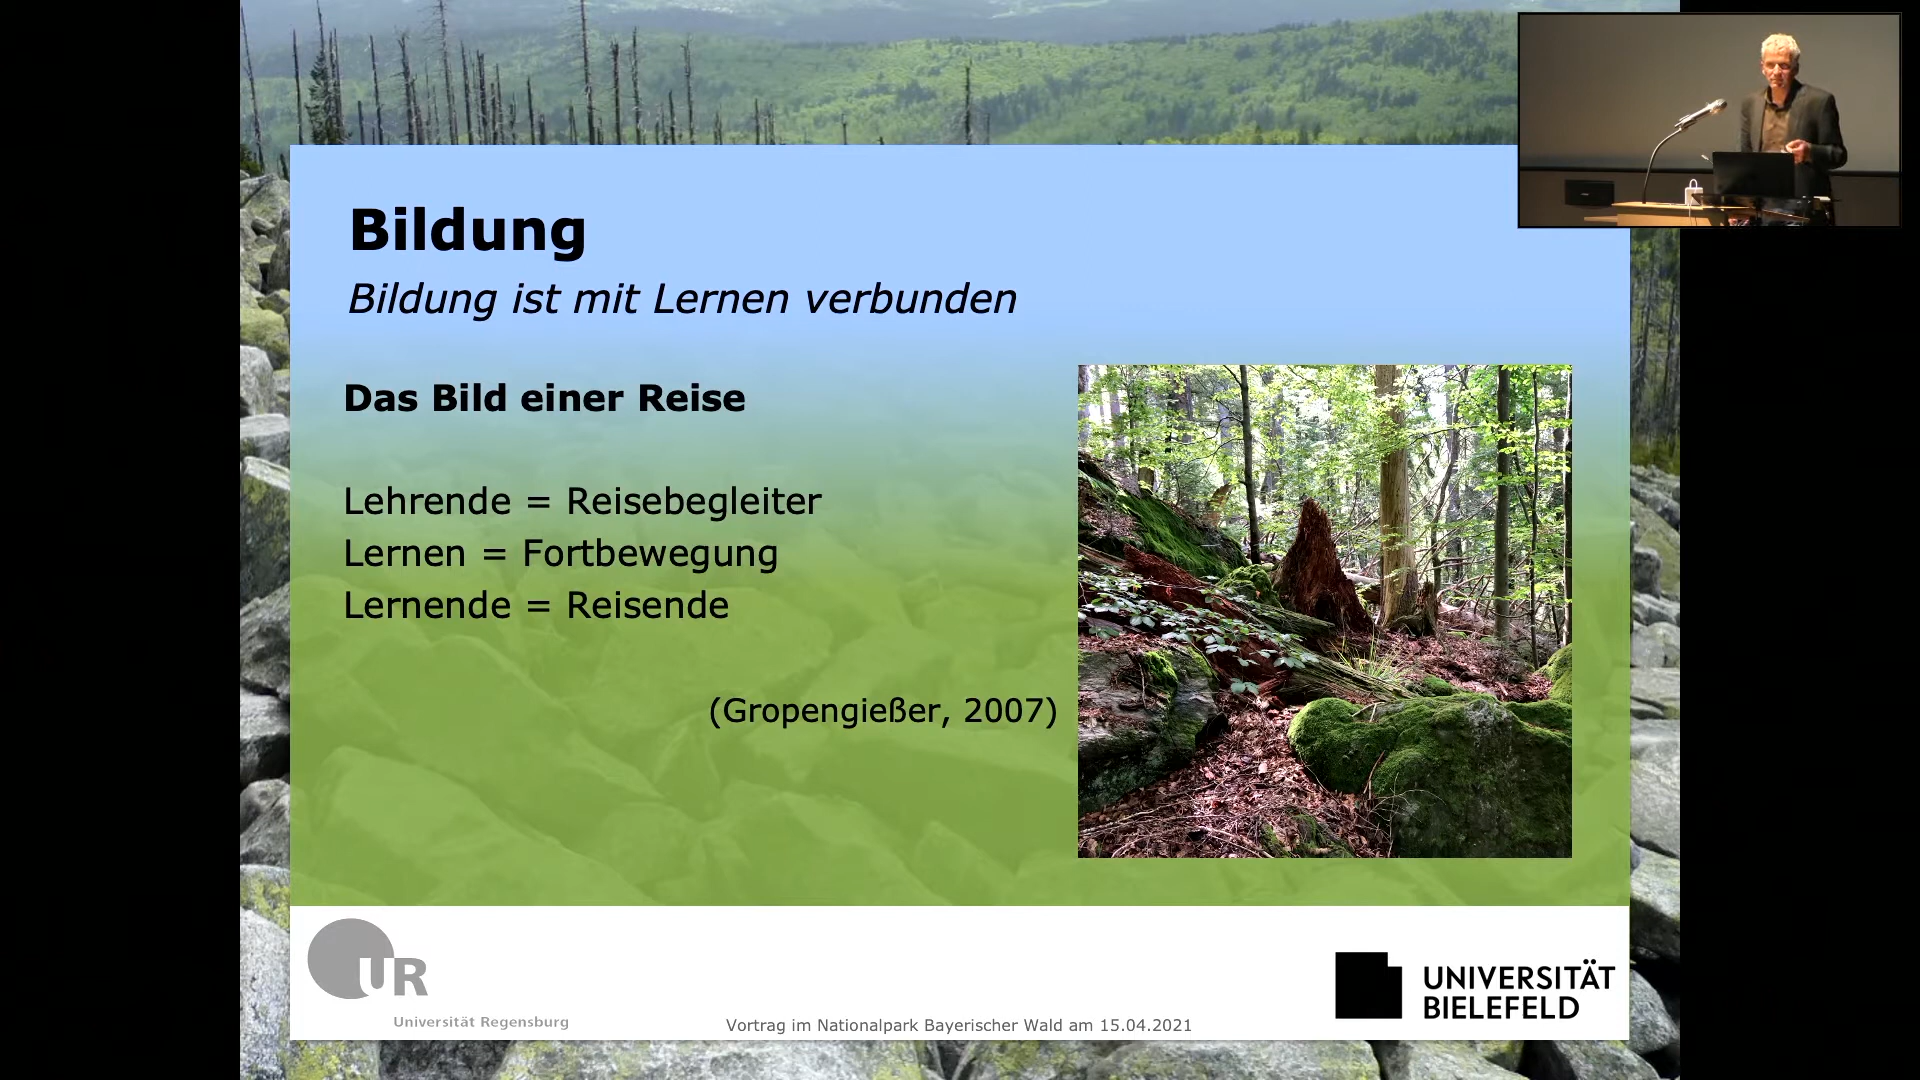 Bildung
Bildung ist mit Lernen verbunden
Das Bild einer Reise
Lehrende = Reisebegleiter
Lernen = Fortbewegung
Lernende = Reisende
(Gropengießer, 2007)
UR
Universität Regensburg
Vortrag im Nationalpark Bayerischer Wald am 15.04.2021
UNIVERSITÄT
BIELEFELD